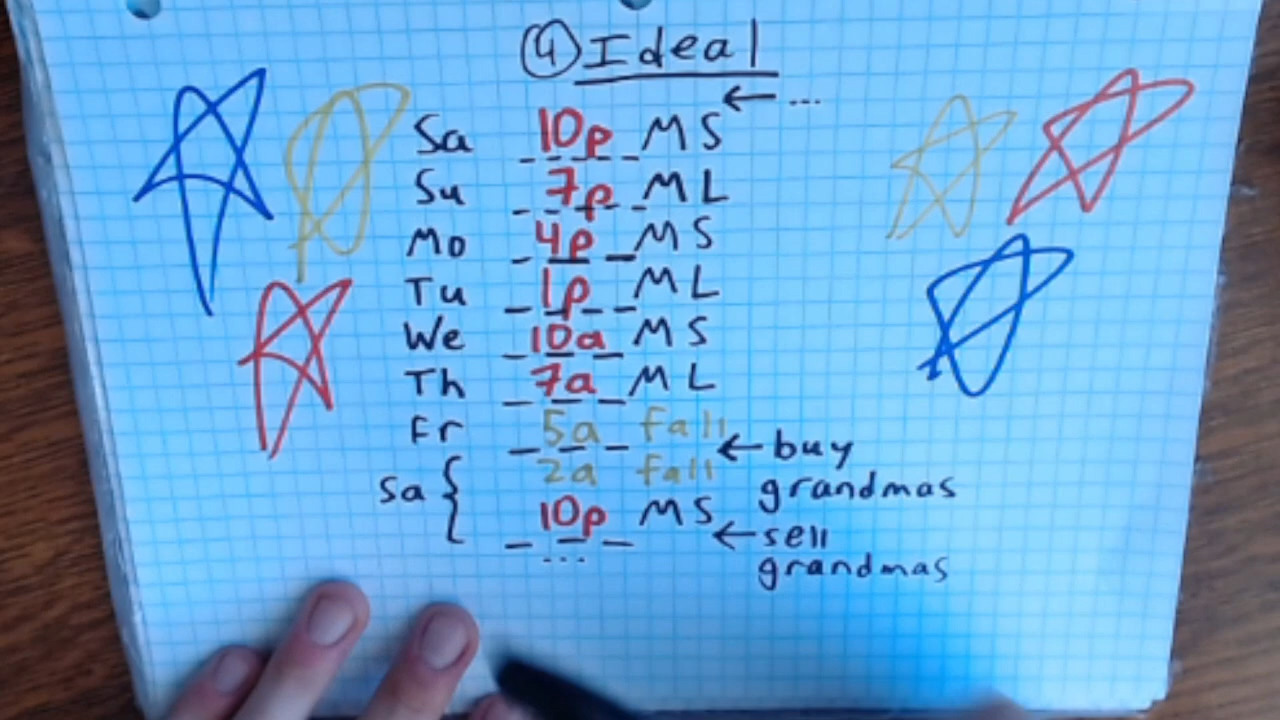 ④ Ideal
← ...
Sa 10p MS
Su 7p ML
Mo 4p MS
Tu 1p ML
We 10a MS
Th 7a ML
Fr 5a fall
← buy
2a fall
grandmas
Sa { 10p MS
← sell
...
grandmas